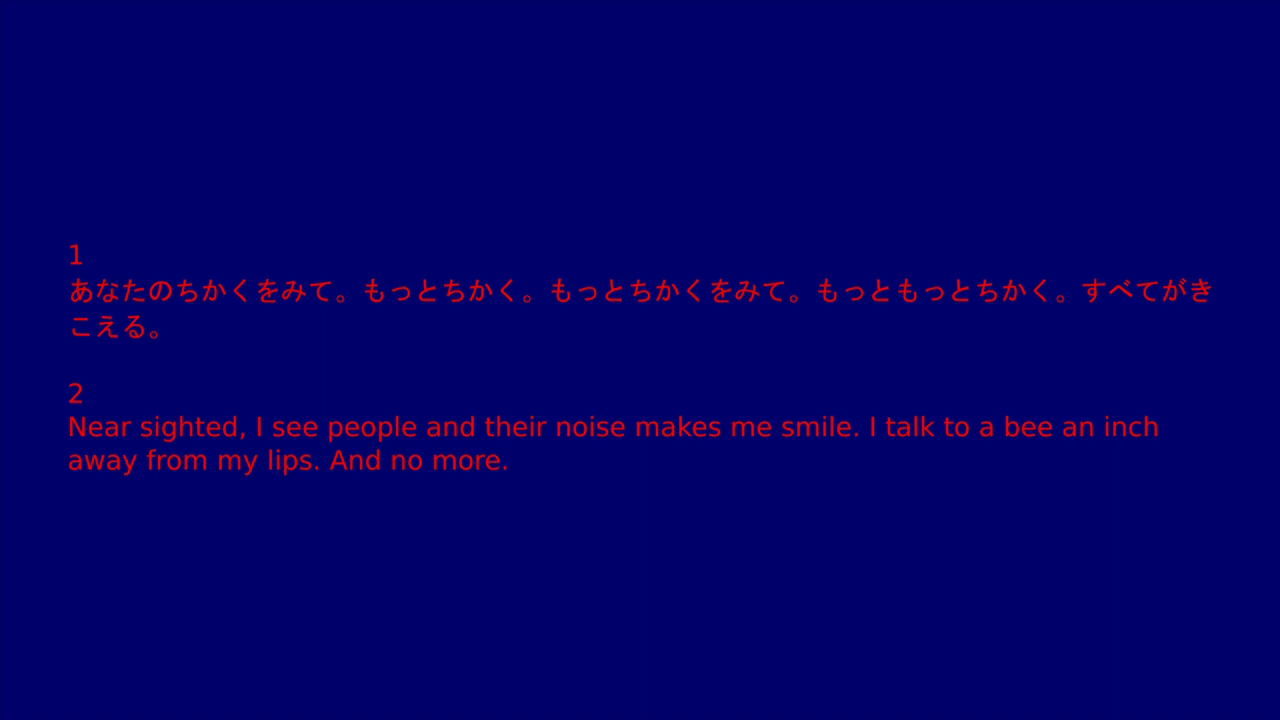 1
あなたのちかくをみて。もっとちかく。もっとちかくをみて。もっともっとちかく。すべてがき
こえる。
2
Near sighted, I see people and their noise makes me smile. I talk to a bee an inch
away from my lips. And no more.